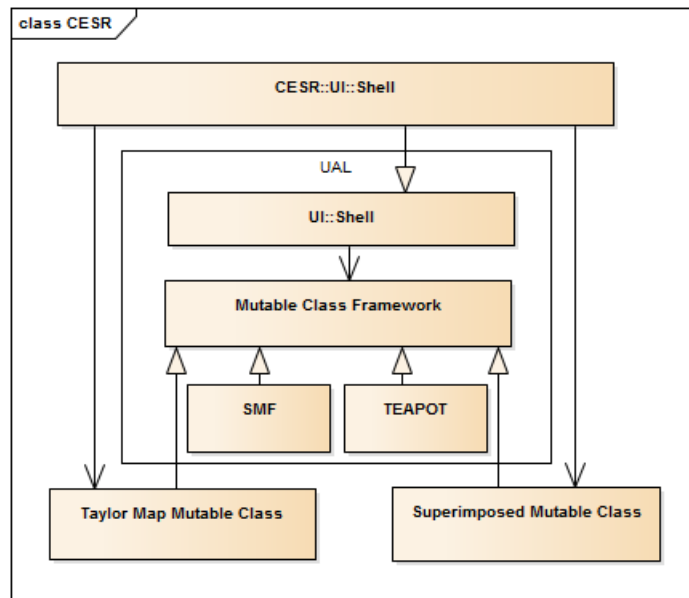 class CESR
CESR::UI::Shell
UAL
UI::Shell
Mutable Class Framework
SMF
TEAPOT
Taylor Map Mutable Class
Superimposed Mutable Class